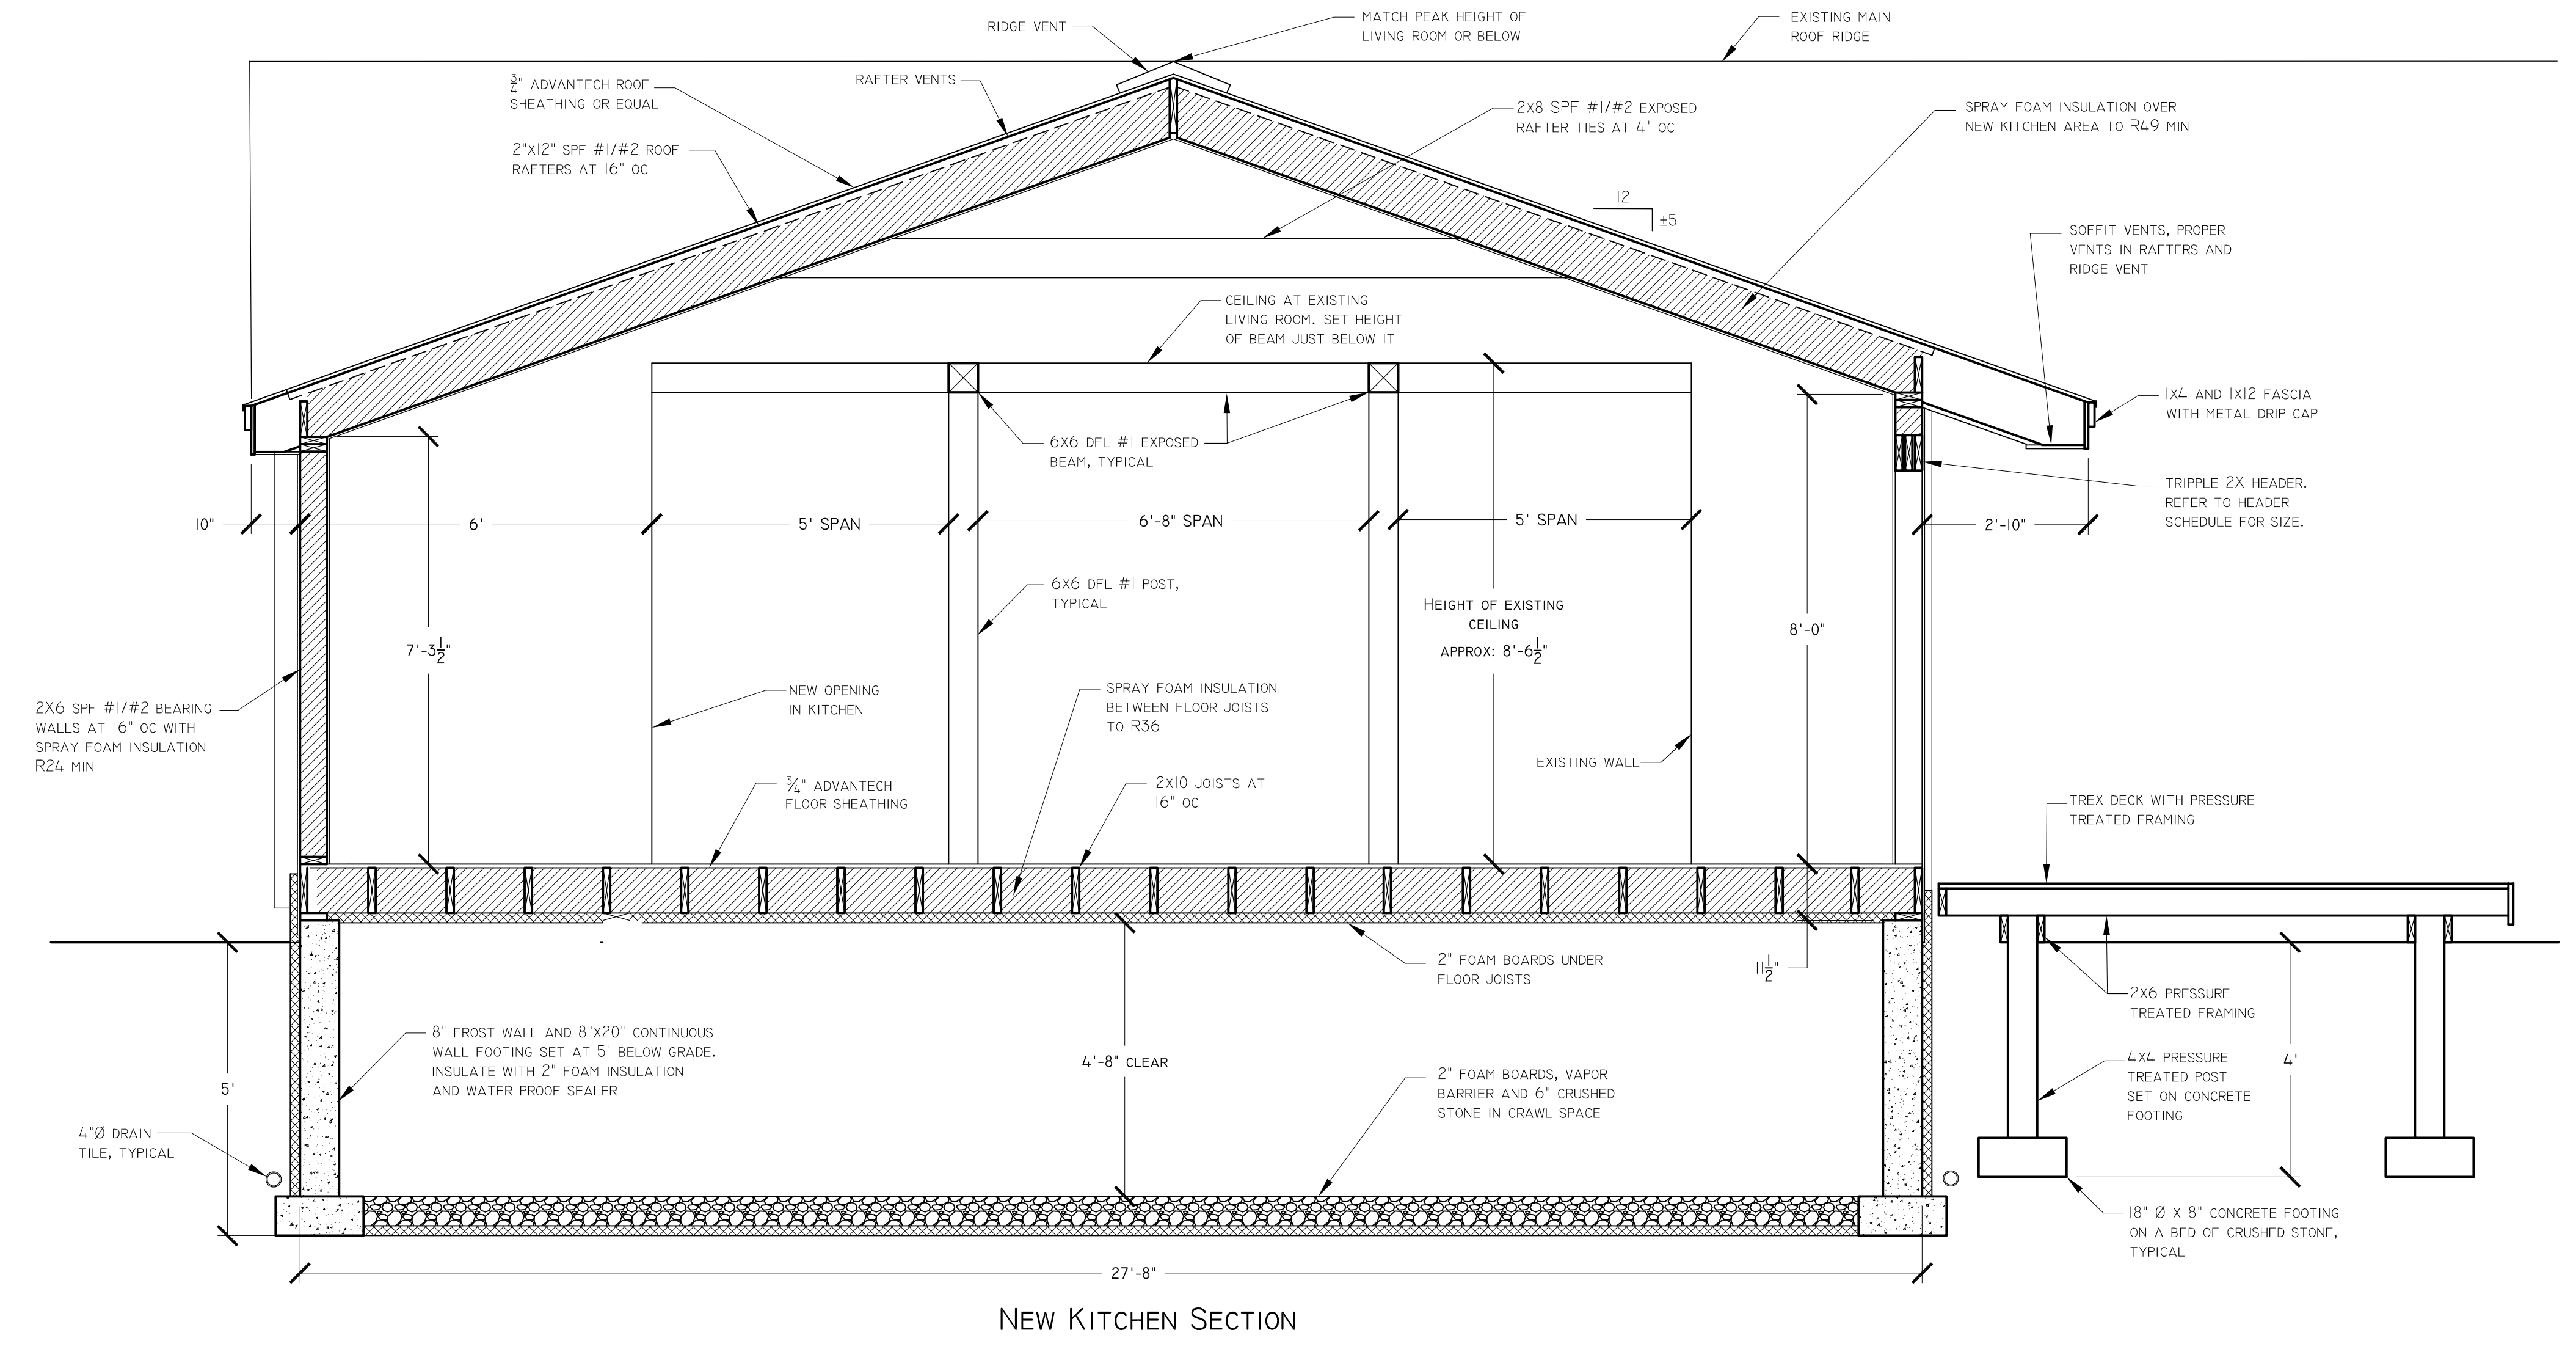 RIDGE VENT
MATCH PEAK HEIGHT OF
LIVING ROOM OR BELOW
EXISTING MAIN
ROOF RIDGE
3/4" ADVANTECH ROOF
SHEATHING OR EQUAL
RAFTER VENTS
2X8 SPF #1/#2 EXPOSED
RAFTER TIES AT 4' OC
SPRAY FOAM INSULATION OVER
NEW KITCHEN AREA TO R49 MIN
2"X12" SPF #1/#2 ROOF
RAFTERS AT 16" OC
12
±5
SOFFIT VENTS, PROPER
VENTS IN RAFTERS AND
RIDGE VENT
CEILING AT EXISTING
LIVING ROOM. SET HEIGHT
OF BEAM JUST BELOW IT
1X4 AND 1X12 FASCIA
WITH METAL DRIP CAP
6X6 DFL #1 EXPOSED
BEAM, TYPICAL
TRIPPLE 2X HEADER.
REFER TO HEADER
SCHEDULE FOR SIZE.
10"
6'
5' SPAN
6'-8" SPAN
5' SPAN
2'-10"
6X6 DFL #1 POST,
TYPICAL
HEIGHT OF EXISTING
CEILING
APPROX: 8'-6 1/2"
8'-0"
7'-3 1/2"
NEW OPENING
IN KITCHEN
SPRAY FOAM INSULATION
BETWEEN FLOOR JOISTS
TO R36
2X6 SPF #1/#2 BEARING
WALLS AT 16" OC WITH
SPRAY FOAM INSULATION
R24 MIN
EXISTING WALL
3/4" ADVANTECH
FLOOR SHEATHING
2X10 JOISTS AT
16" OC
TREX DECK WITH PRESSURE
TREATED FRAMING
2" FOAM BOARDS UNDER
FLOOR JOISTS
11 1/2"
2X6 PRESSURE
TREATED FRAMING
8" FROST WALL AND 8"X20" CONTINUOUS
WALL FOOTING SET AT 5' BELOW GRADE.
INSULATE WITH 2" FOAM INSULATION
AND WATER PROOF SEALER
4'-8" CLEAR
2" FOAM BOARDS, VAPOR
BARRIER AND 6" CRUSHED
STONE IN CRAWL SPACE
4X4 PRESSURE
TREATED POST
SET ON CONCRETE
FOOTING
4'
5'
4"Ø DRAIN
TILE, TYPICAL
18" Ø X 8" CONCRETE FOOTING
ON A BED OF CRUSHED STONE,
TYPICAL
27'-8"
NEW KITCHEN SECTION